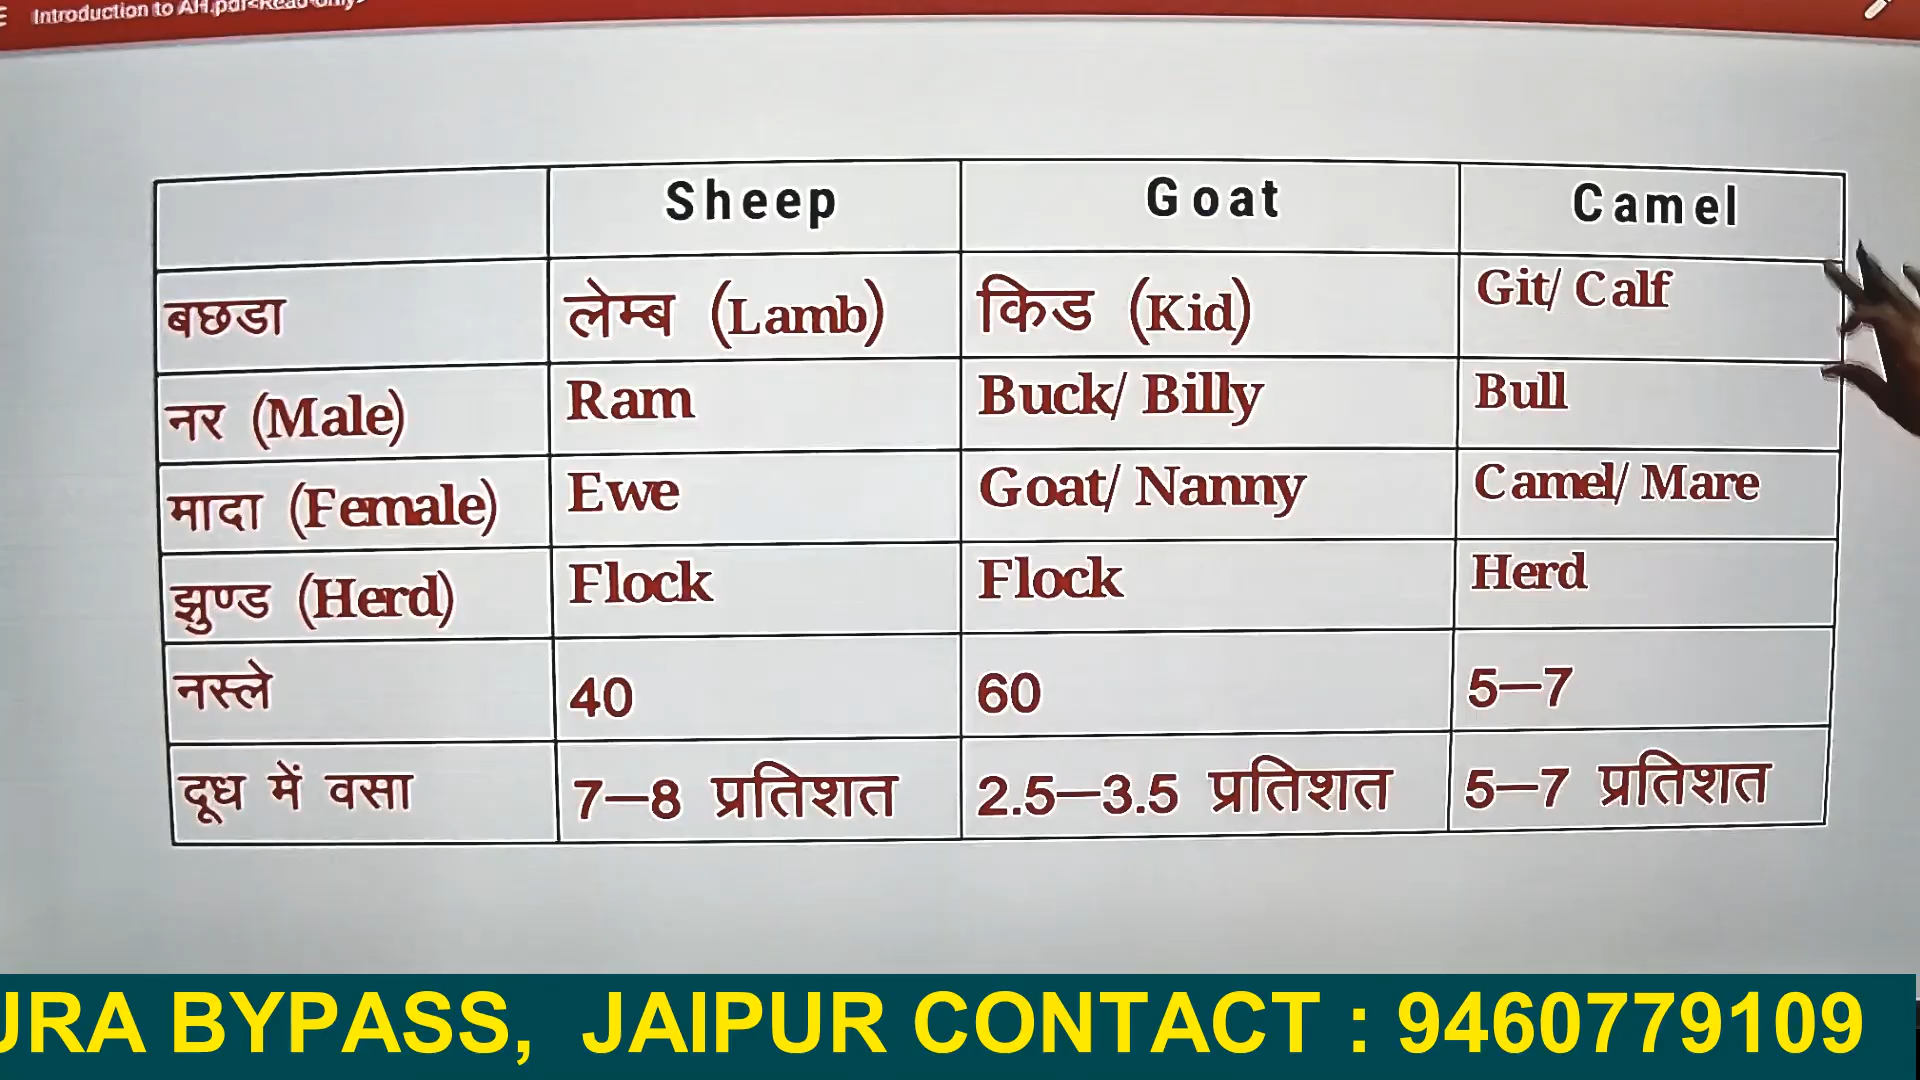 Introduction to AH.pdf<Read-only>
Sheep Goat Camel
बछडा लेम्ब (Lamb) किड (Kid) Git/ Calf
नर (Male) Ram Buck/ Billy Bull
मादा (Female) Ewe Goat/ Nanny Camel/ Mare
झुण्ड (Herd) Flock Flock Herd
नस्ले 40 60 5–7
दूध में वसा 7–8 प्रतिशत 2.5–3.5 प्रतिशत 5–7 प्रतिशत
BYPASS, JAIPUR CONTACT : 9460779109